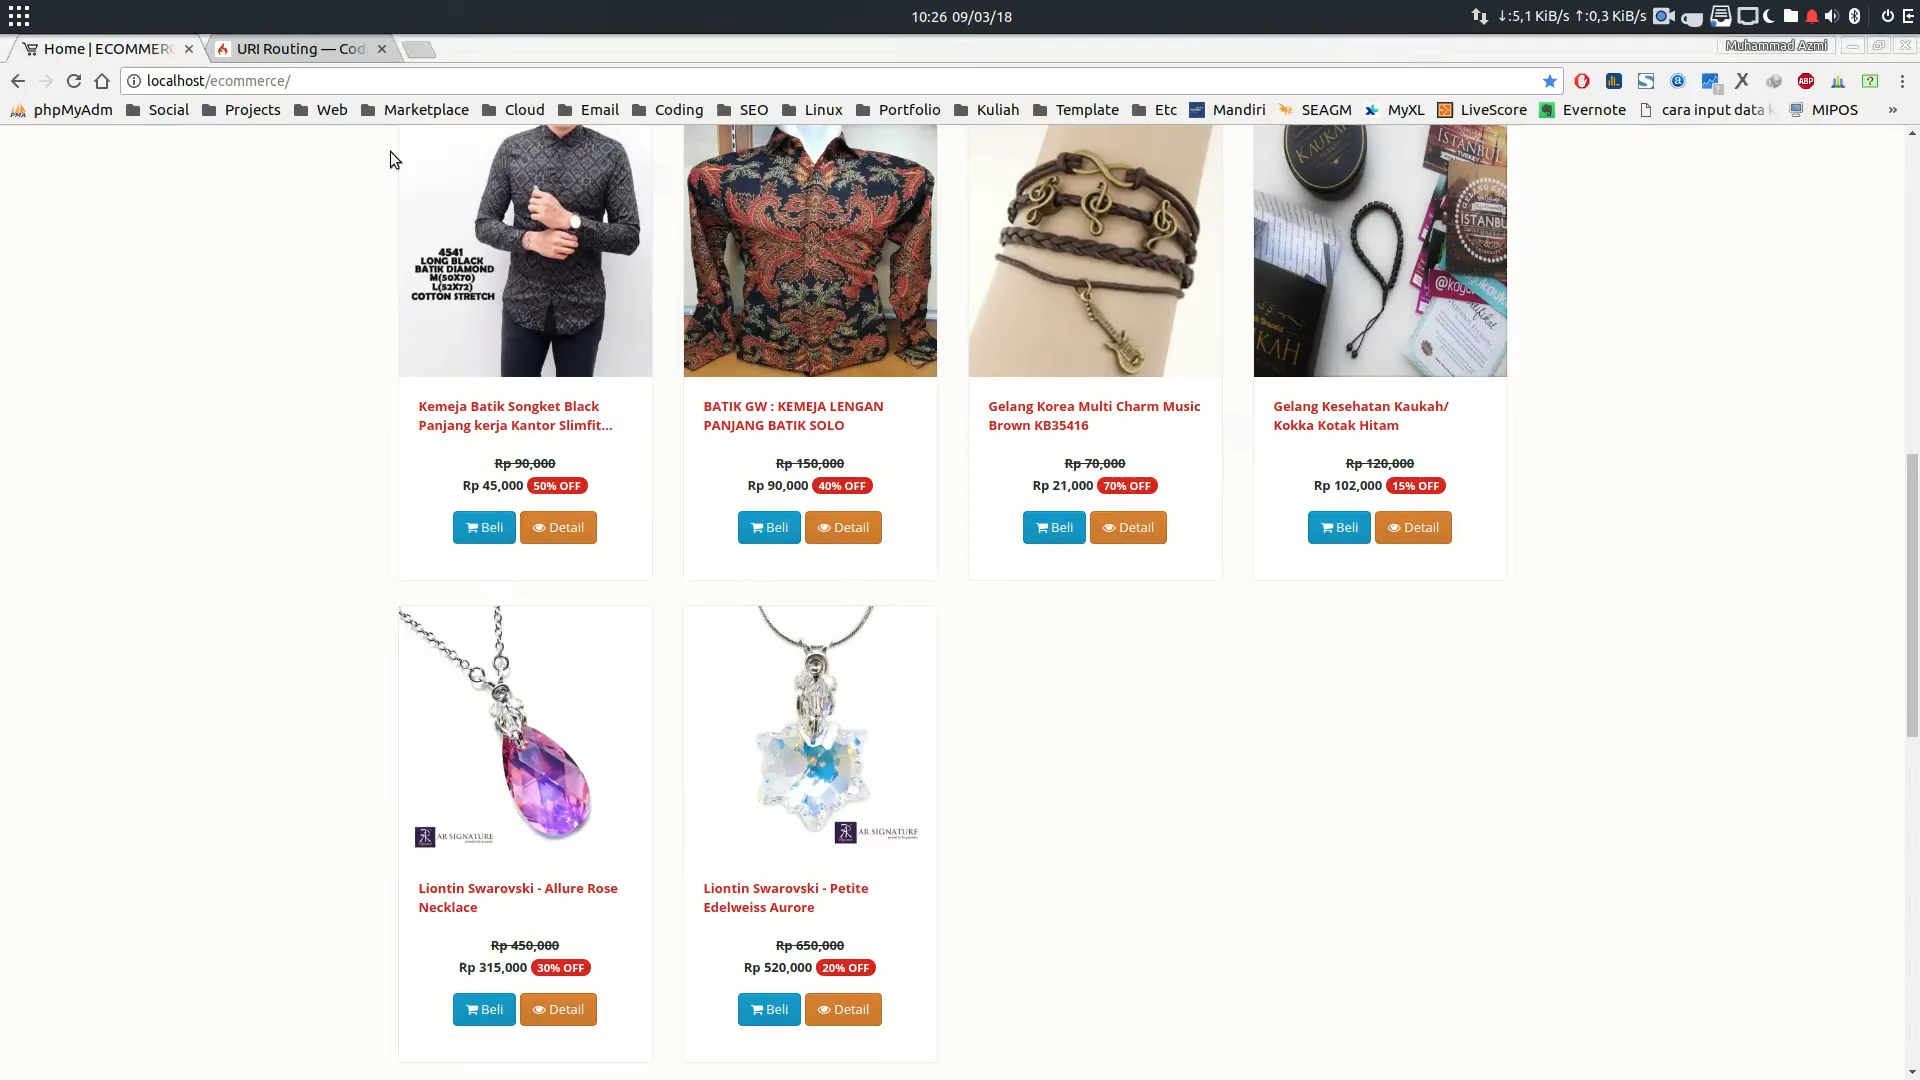 10:26 09/03/18
↓:5,1 KiB/s ↑:0,3 KiB/s
Home | ECOMMERC
URI Routing — Cod
Muhammad Azmi
localhost/ecommerce/
phpMyAdm
Social
Projects
Web
Marketplace
Cloud
Email
Coding
SEO
Linux
Portfolio
Kuliah
Template
Etc
Mandiri
SEAGM
MyXL
LiveScore
Evernote
cara input data k
MIPOS
»
4541
LONG BLACK
BATIK DIAMOND
M(50X70)
L(52X72)
COTTON STRETCH
KAUKAH
ISTANBUL
TURKEY
ISTANBUL
Kemeja Batik Songket Black
Panjang kerja Kantor Slimfit...
Rp 90,000
Rp 45,000 50% OFF
Beli
Detail
BATIK GW : KEMEJA LENGAN
PANJANG BATIK SOLO
Rp 150,000
Rp 90,000 40% OFF
Beli
Detail
Gelang Korea Multi Charm Music
Brown KB35416
Rp 70,000
Rp 21,000 70% OFF
Beli
Detail
Gelang Kesehatan Kaukah/
Kokka Kotak Hitam
Rp 120,000
Rp 102,000 15% OFF
Beli
Detail
AR SIGNATURE
AR SIGNATURE
Liontin Swarovski - Allure Rose
Necklace
Rp 450,000
Rp 315,000 30% OFF
Beli
Detail
Liontin Swarovski - Petite
Edelweiss Aurore
Rp 650,000
Rp 520,000 20% OFF
Beli
Detail